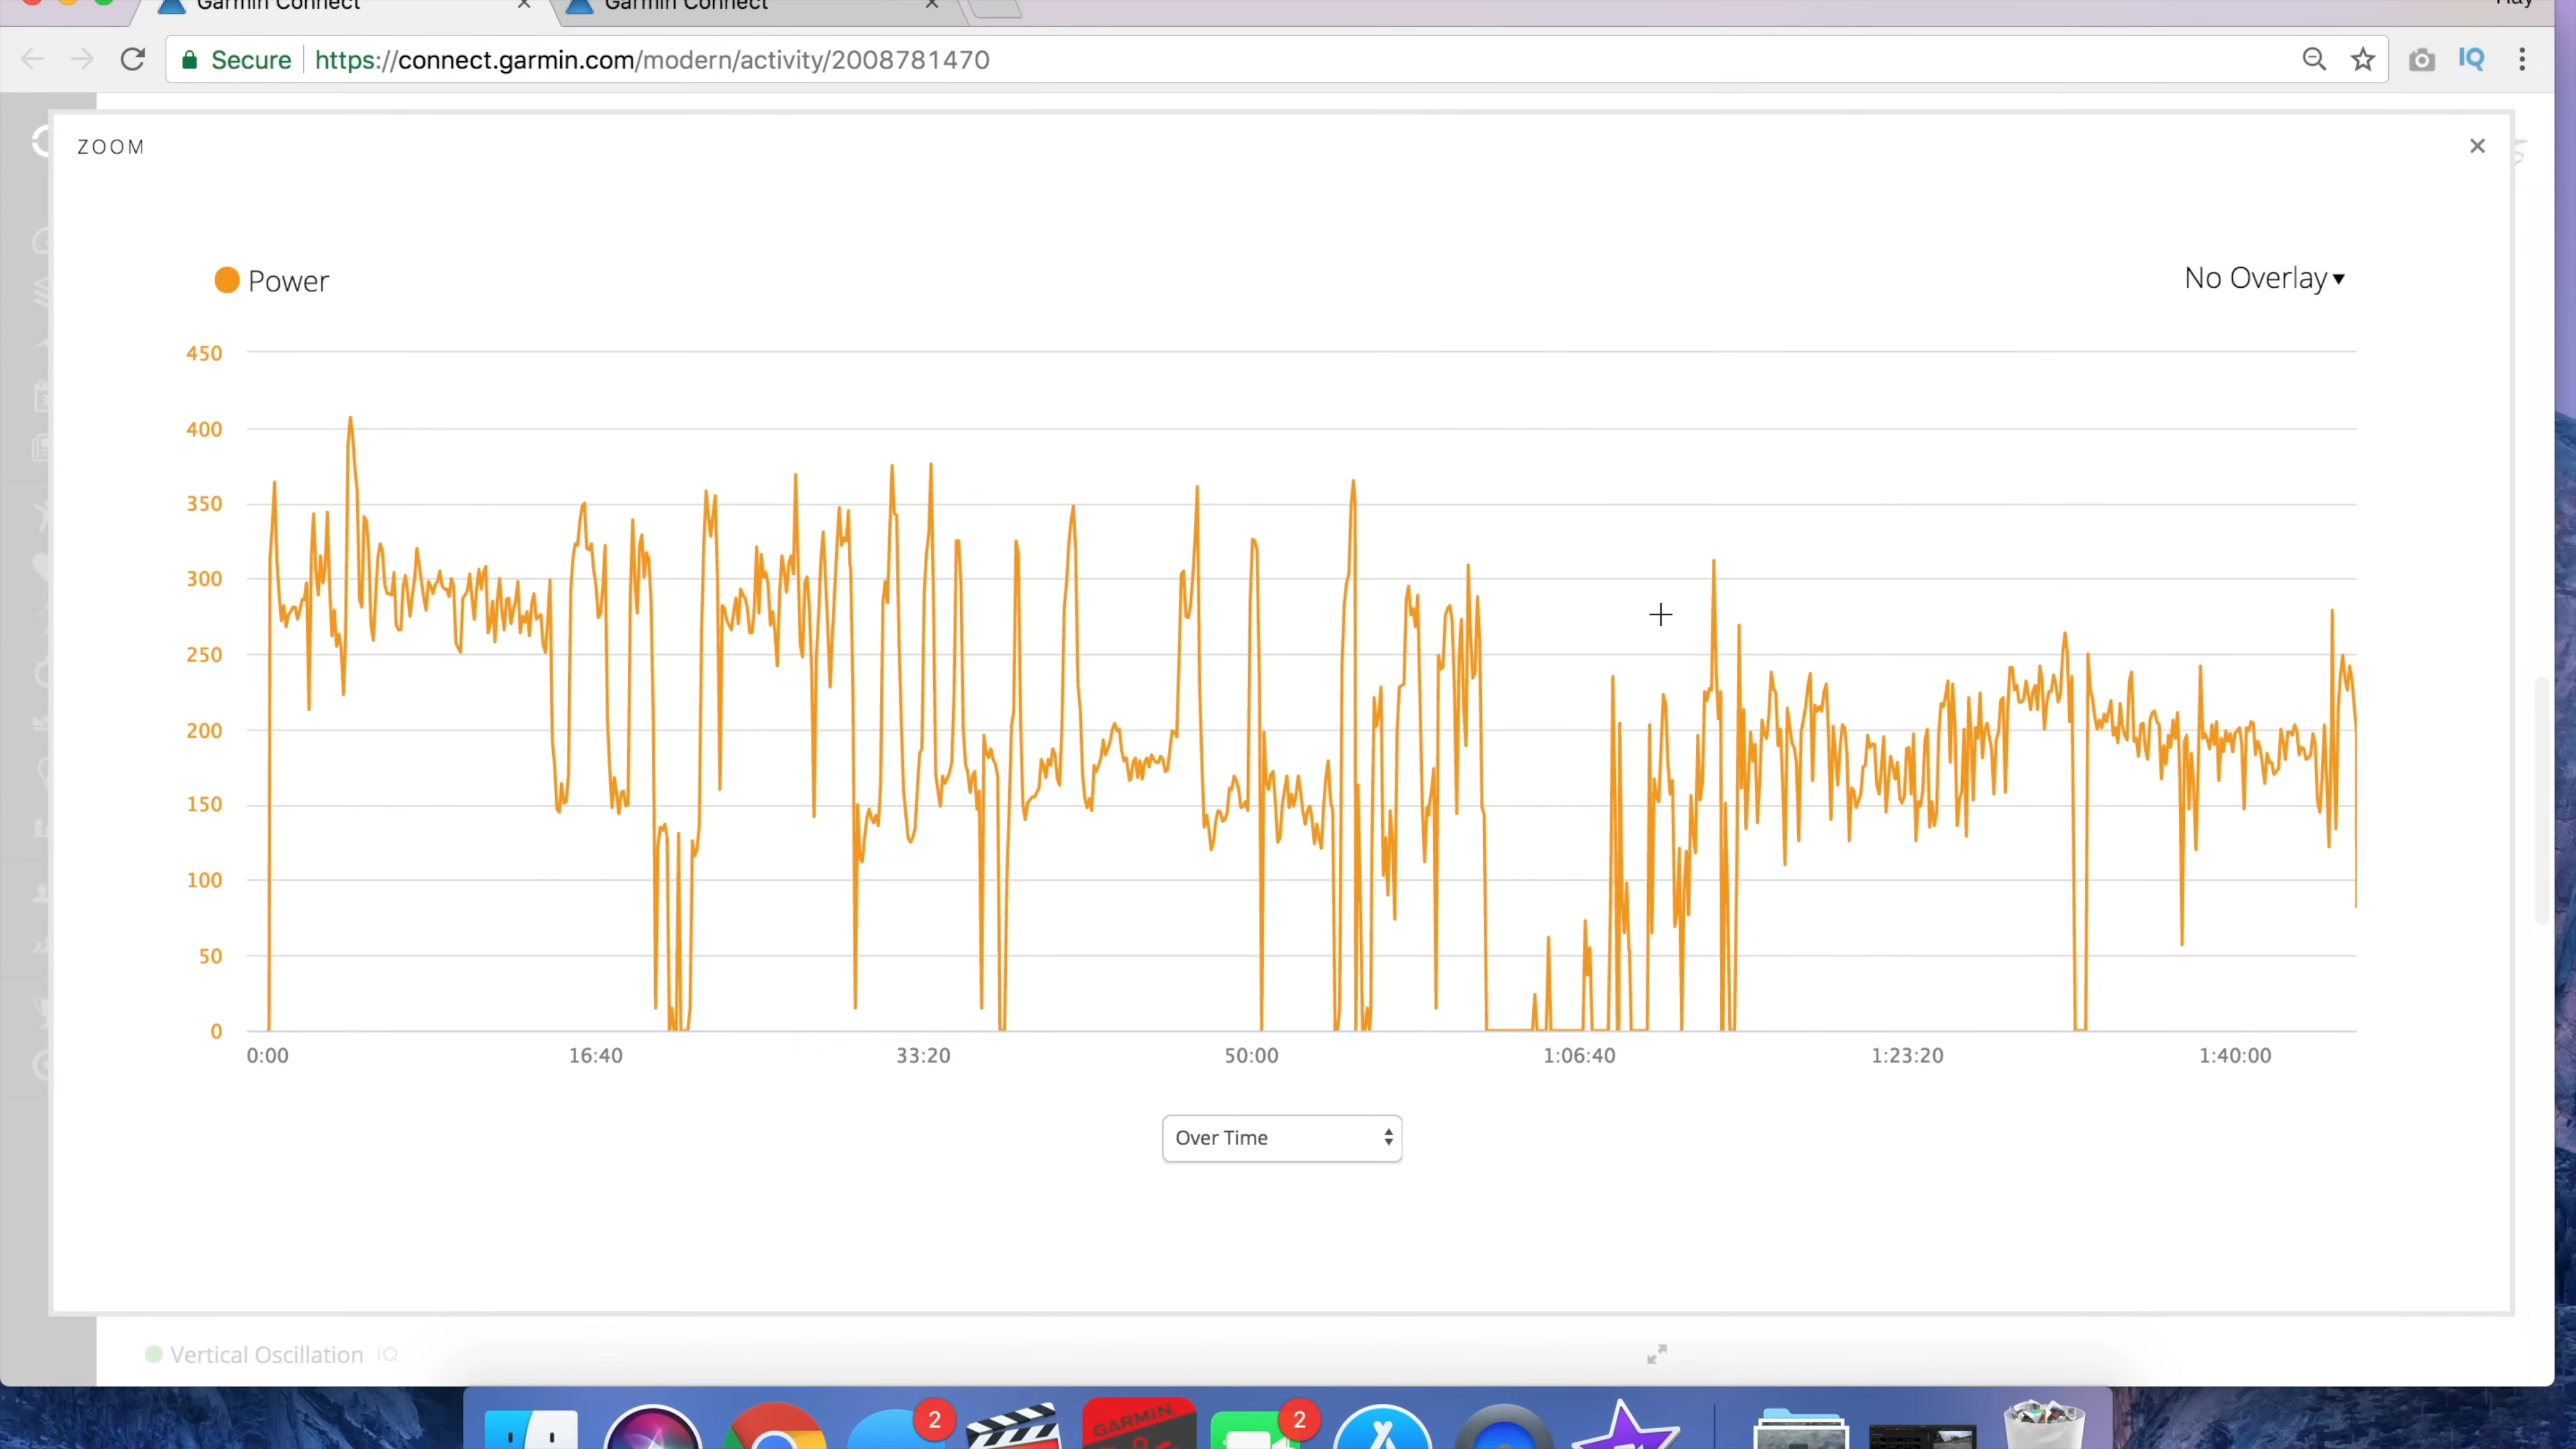 Garmin Connect
Garmin Connect
Ray
Secure https://connect.garmin.com/modern/activity/2008781470
IQ
ZOOM
Power
No Overlay
450
400
350
300
250
200
150
100
50
0
0:00 16:40 33:20 50:00 1:06:40 1:23:20 1:40:00
Over Time
Vertical Oscillation IQ
2
GARMIN
2